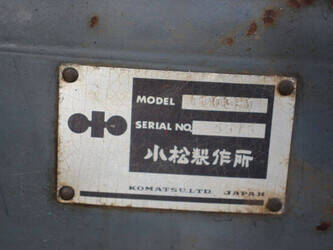 MODEL
SERIAL NO.
小松製作所
KOMATSU.LTD JAPAN